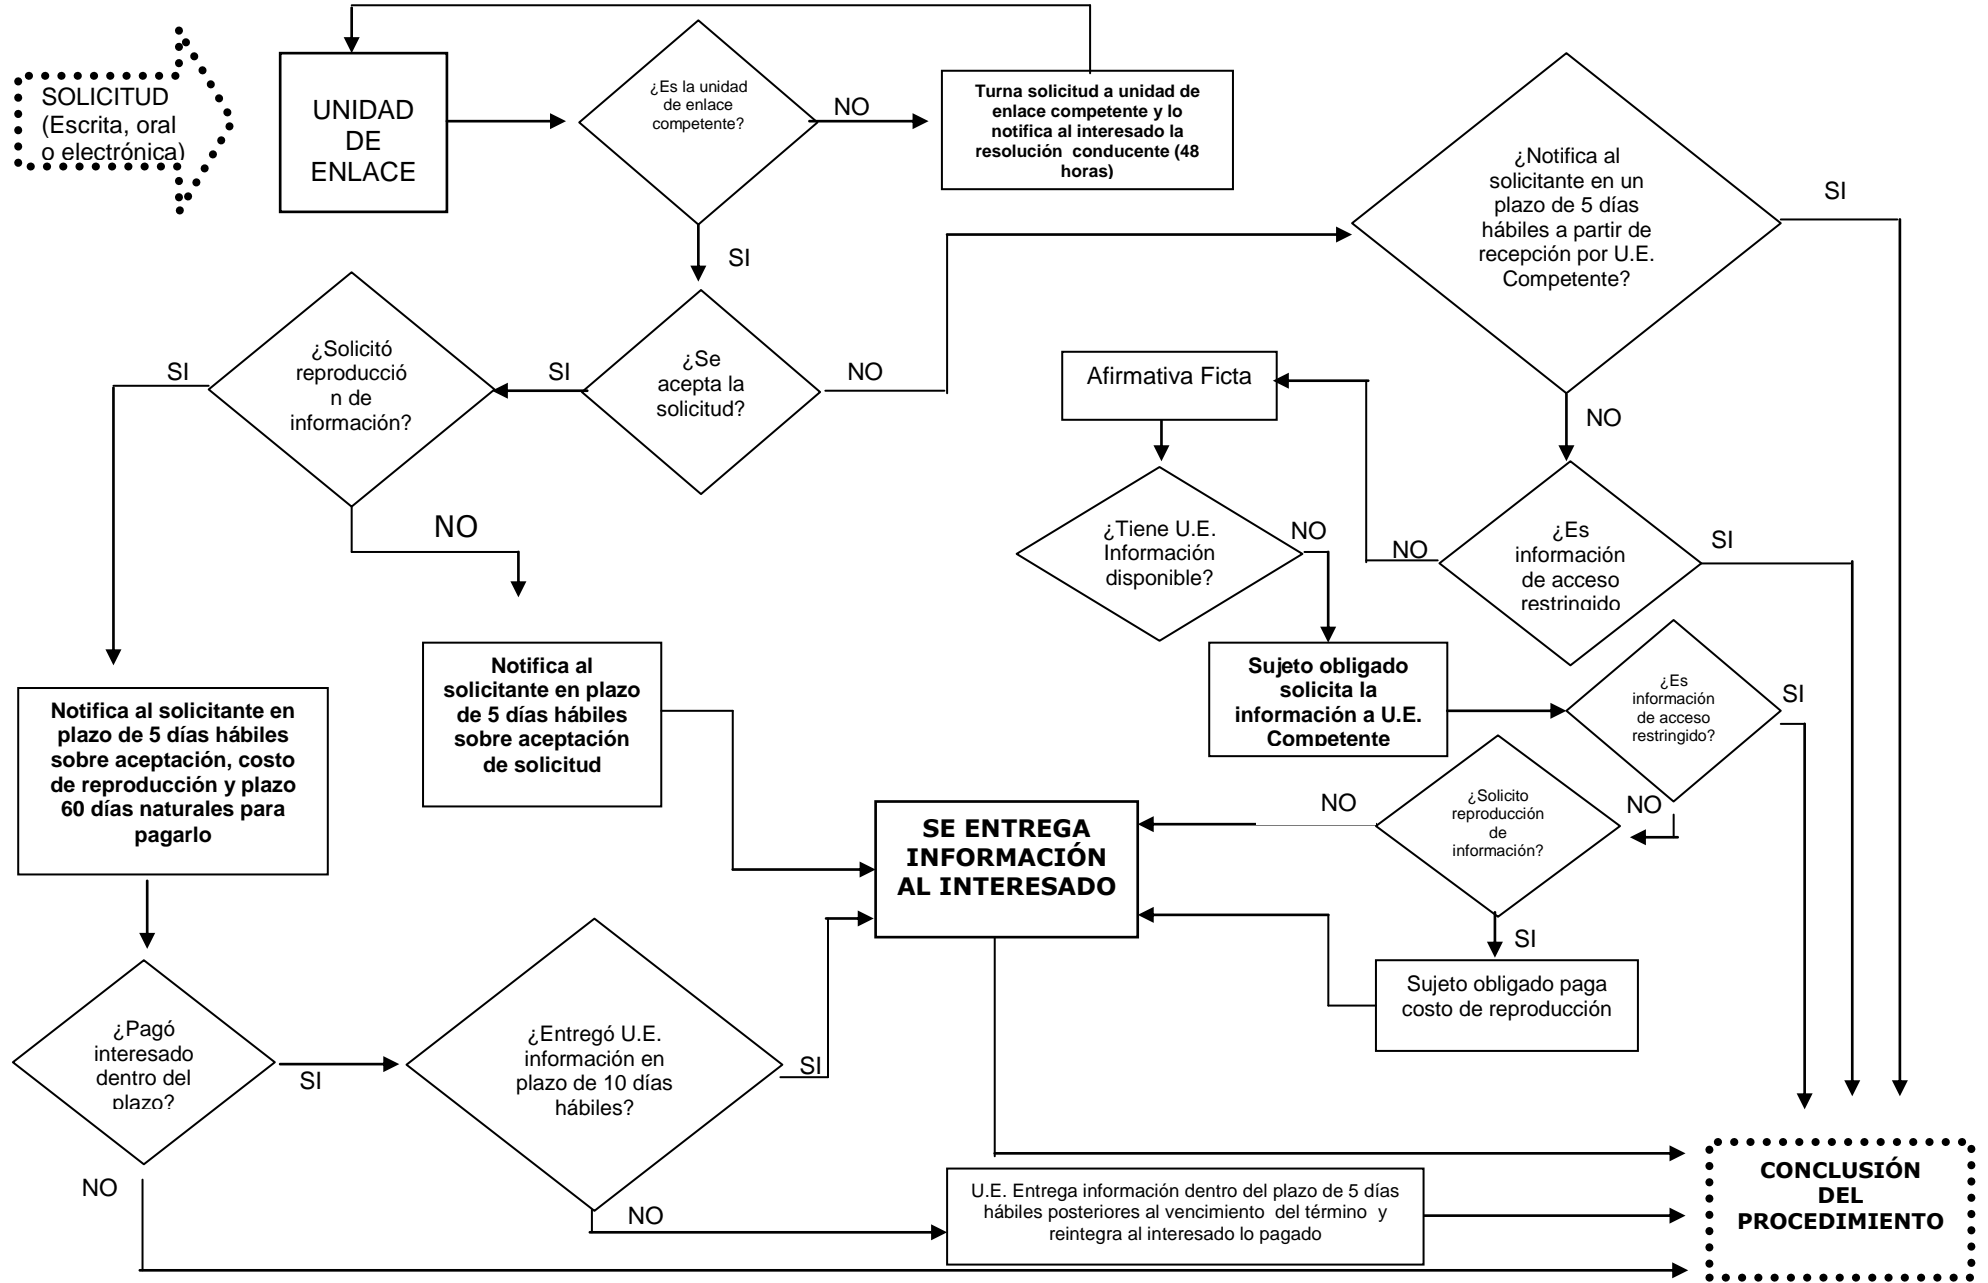 SOLICITUD
(Escrita, oral
o electrónica)
UNIDAD
DE
ENLACE
¿Es la unidad
de enlace
competente?
NO
Turna solicitud a unidad de
enlace competente y lo
notifica al interesado la
resolución conducente (48
horas)
SI
¿Notifica al
solicitante en un
plazo de 5 días
hábiles a partir de
recepción por U.E.
Competente?
SI
NO
¿Solicitó
reproducció
n de
información?
SI
SI
¿Se
acepta la
solicitud?
NO
Afirmativa Ficta
NO
¿Tiene U.E.
Información
disponible?
NO
NO
¿Es
información
de acceso
restringido
SI
Notifica al solicitante en
plazo de 5 días hábiles
sobre aceptación, costo
de reproducción y plazo
60 días naturales para
pagarlo
Notifica al
solicitante en plazo
de 5 días hábiles
sobre aceptación
de solicitud
Sujeto obligado
solicita la
información a U.E.
Competente
¿Es
información
de acceso
restringido?
SI
NO
SE ENTREGA
INFORMACIÓN
AL INTERESADO
NO
¿Solicito
reproducción
de
información?
SI
Sujeto obligado paga
costo de reproducción
¿Pagó
interesado
dentro del
plazo?
SI
¿Entregó U.E.
información en
plazo de 10 días
hábiles?
SI
NO
NO
U.E. Entrega información dentro del plazo de 5 días
hábiles posteriores al vencimiento del término y
reintegra al interesado lo pagado
CONCLUSIÓN
DEL
PROCEDIMIENTO